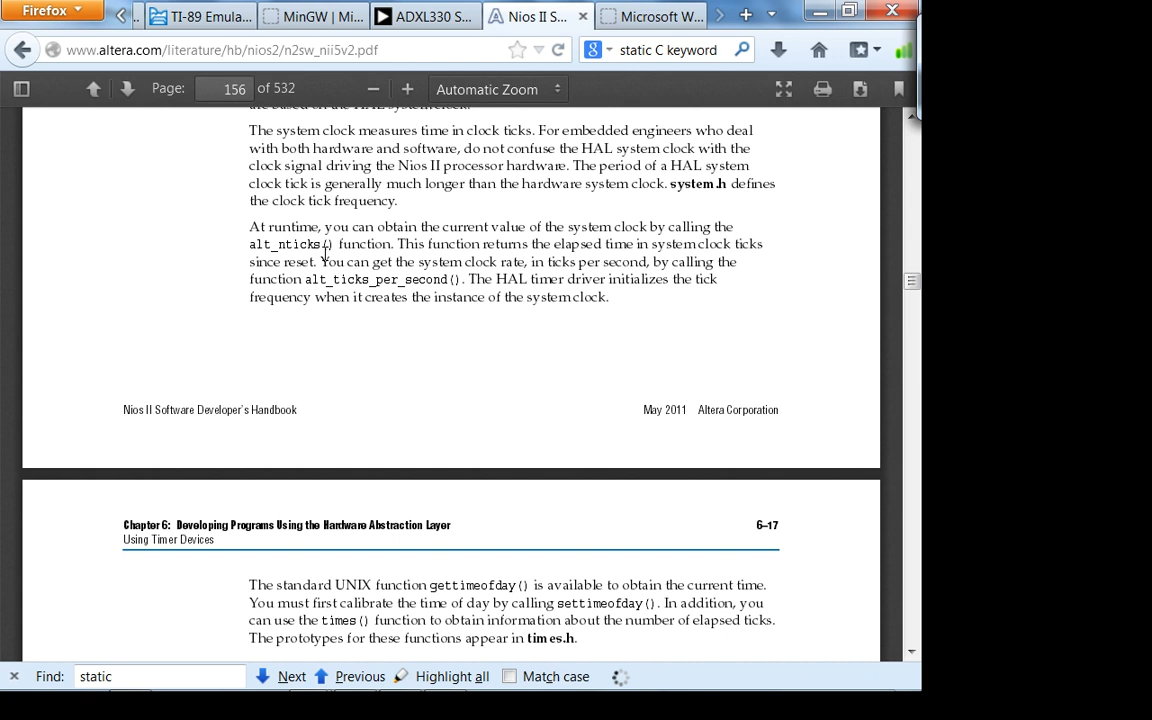 Firefox
TI-89 Emula...
MinGW | Mi...
ADXL330 S...
Nios II S...
Microsoft W...
www.altera.com/literature/hb/nios2/n2sw_nii5v2.pdf
static C keyword
Page: 156 of 532
Automatic Zoom
are based on the HAL system clock.
The system clock measures time in clock ticks. For embedded engineers who deal
with both hardware and software, do not confuse the HAL system clock with the
clock signal driving the Nios II processor hardware. The period of a HAL system
clock tick is generally much longer than the hardware system clock. system.h defines
the clock tick frequency.
At runtime, you can obtain the current value of the system clock by calling the
alt_nticks() function. This function returns the elapsed time in system clock ticks
since reset. You can get the system clock rate, in ticks per second, by calling the
function alt_ticks_per_second(). The HAL timer driver initializes the tick
frequency when it creates the instance of the system clock.
Nios II Software Developer's Handbook
May 2011 Altera Corporation
Chapter 6: Developing Programs Using the Hardware Abstraction Layer
6–17
Using Timer Devices
The standard UNIX function gettimeofday() is available to obtain the current time.
You must first calibrate the time of day by calling settimeofday(). In addition, you
can use the times() function to obtain information about the number of elapsed ticks.
The prototypes for these functions appear in times.h.
Find: static Next Previous Highlight all Match case